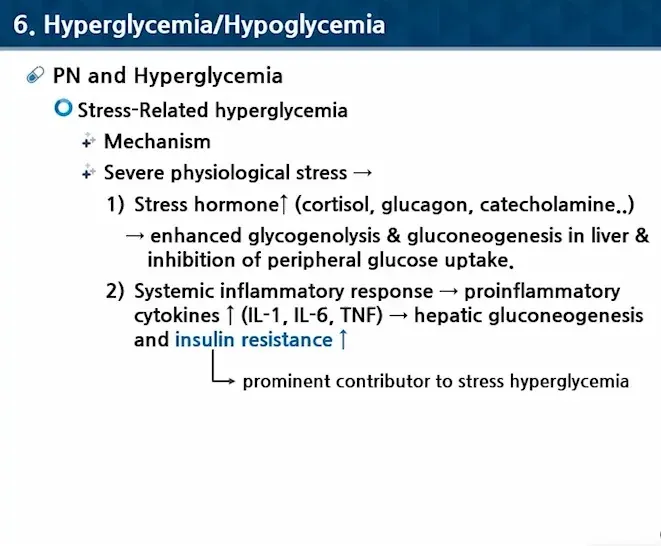 6. Hyperglycemia/Hypoglycemia
PN and Hyperglycemia
Stress-Related hyperglycemia
Mechanism
Severe physiological stress →
1) Stress hormone↑ (cortisol, glucagon, catecholamine..)
→ enhanced glycogenolysis & gluconeogenesis in liver &
inhibition of peripheral glucose uptake.
2) Systemic inflammatory response → proinflammatory
cytokines ↑ (IL-1, IL-6, TNF) → hepatic gluconeogenesis
and insulin resistance ↑
prominent contributor to stress hyperglycemia